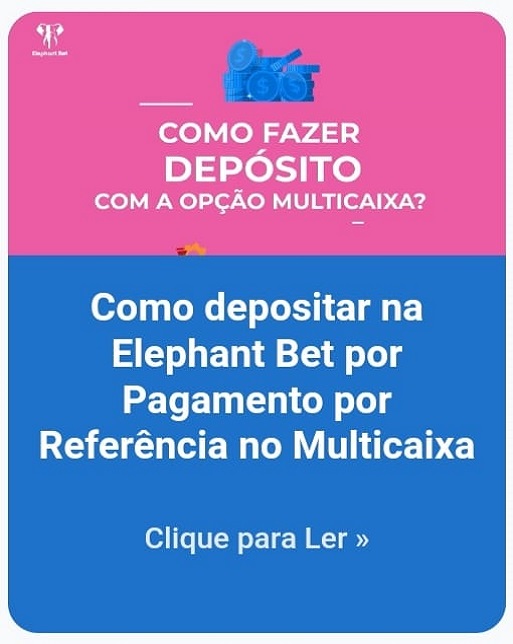 Elephant Bet
COMO FAZER
DEPÓSITO
COM A OPÇÃO MULTICAIXA?
Como depositar na
Elephant Bet por
Pagamento por
Referência no Multicaixa
Clique para Ler »